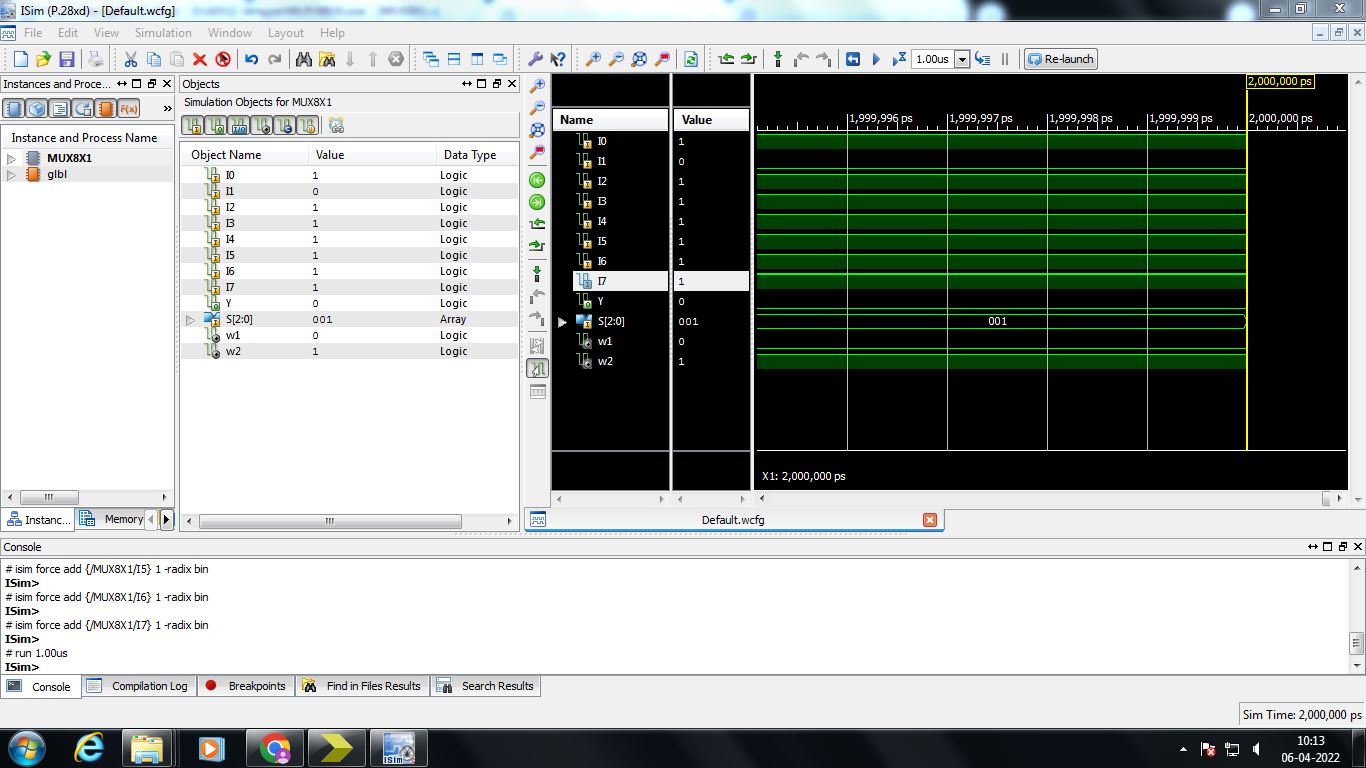 ISim (P.28xd) - [Default.wcfg]
File Edit View Simulation Window Layout Help
1.00us Re-launch
Instances and Proce...
Instance and Process Name
MUX8X1
glbl
Instanc... Memory
Objects
Simulation Objects for MUX8X1
Object Name Value Data Type
I0 1 Logic
I1 0 Logic
I2 1 Logic
I3 1 Logic
I4 1 Logic
I5 1 Logic
I6 1 Logic
I7 1 Logic
Y 0 Logic
S[2:0] 001 Array
w1 0 Logic
w2 1 Logic
Name Value
I0 1
I1 0
I2 1
I3 1
I4 1
I5 1
I6 1
I7 1
Y 0
S[2:0] 001
w1 0
w2 1
2,000,000 ps
1,999,996 ps 1,999,997 ps 1,999,998 ps 1,999,999 ps 2,000,000 ps
001
X1: 2,000,000 ps
Default.wcfg
Console
# isim force add {/MUX8X1/I5} 1 -radix bin
ISim>
# isim force add {/MUX8X1/I6} 1 -radix bin
ISim>
# isim force add {/MUX8X1/I7} 1 -radix bin
ISim>
# run 1.00us
ISim>
Console Compilation Log Breakpoints Find in Files Results Search Results
Sim Time: 2,000,000 ps
ISim
10:13
06-04-2022